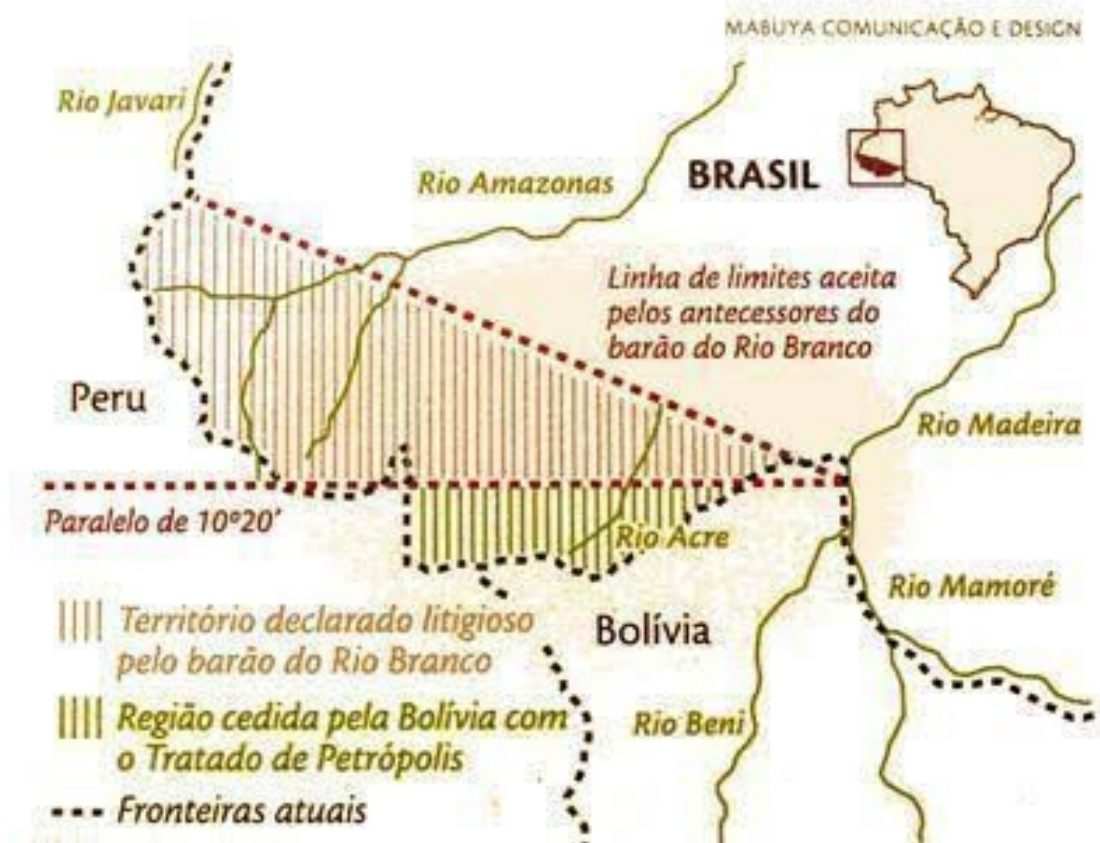 MABUYA COMUNICAÇÃO E DESIGN
Rio Javari
Rio Amazonas
BRASIL
Linha de limites aceita
pelos antecessores do
barão do Rio Branco
Peru
Rio Madeira
Paralelo de 10º20'
Rio Acre
Rio Mamoré
Território declarado litigioso
pelo barão do Rio Branco
Bolívia
Região cedida pela Bolívia com
o Tratado de Petrópolis
Rio Beni
Fronteiras atuais